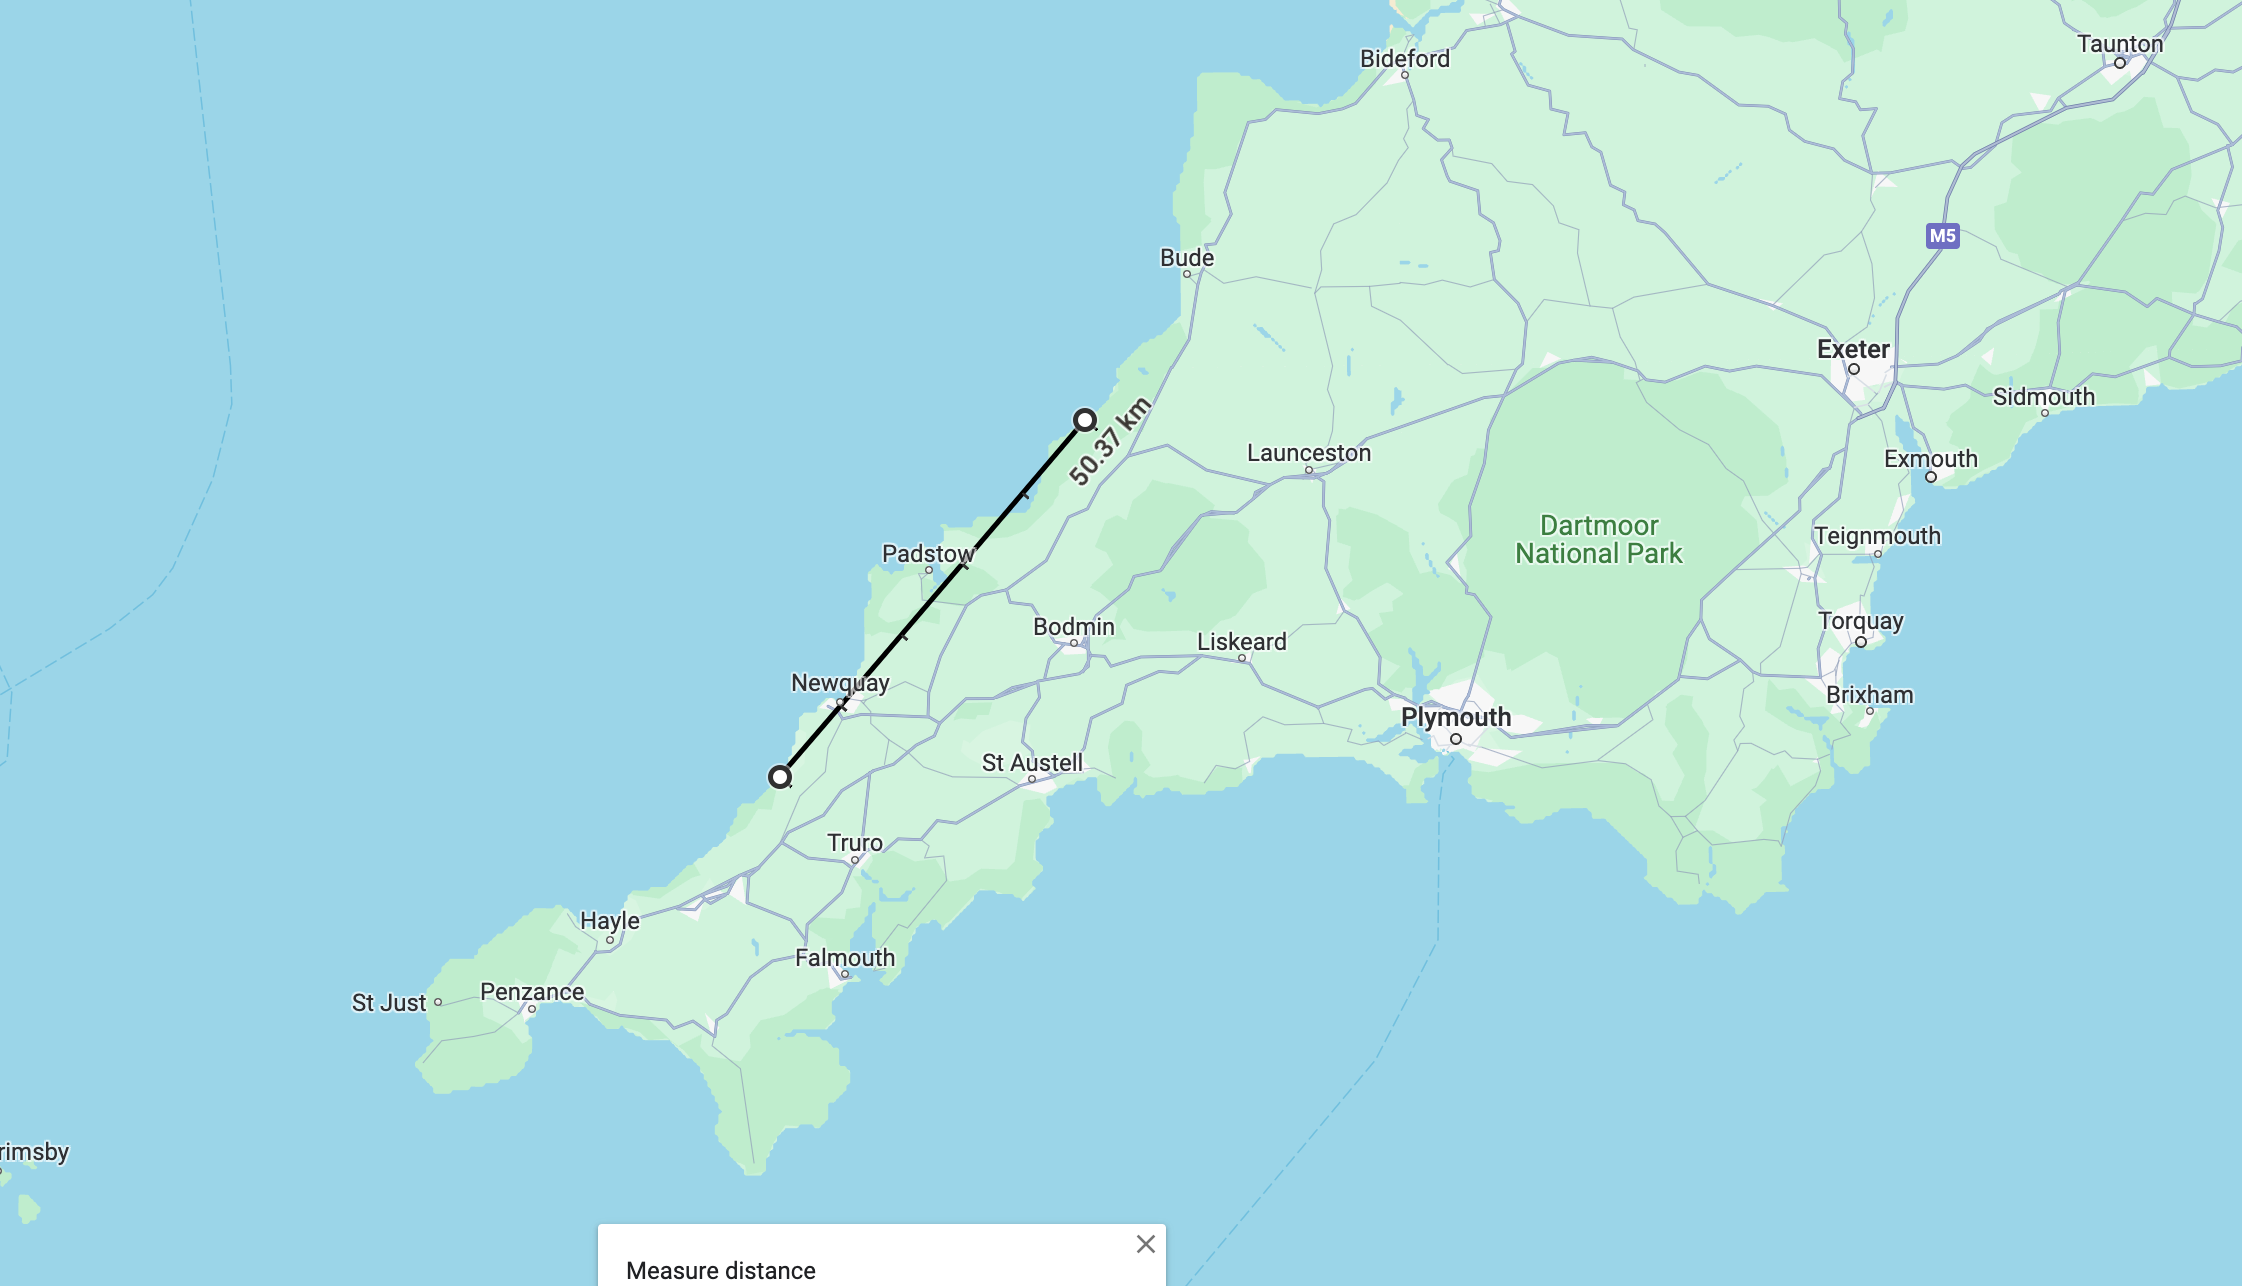 Bideford
Taunton
Bude
M5
Exeter
Sidmouth
50.37 km
Launceston
Exmouth
Dartmoor
National Park
Teignmouth
Padstow
Bodmin
Liskeard
Torquay
Newquay
Brixham
Plymouth
St Austell
Truro
Hayle
Falmouth
Penzance
St Just
rimsby
Measure distance